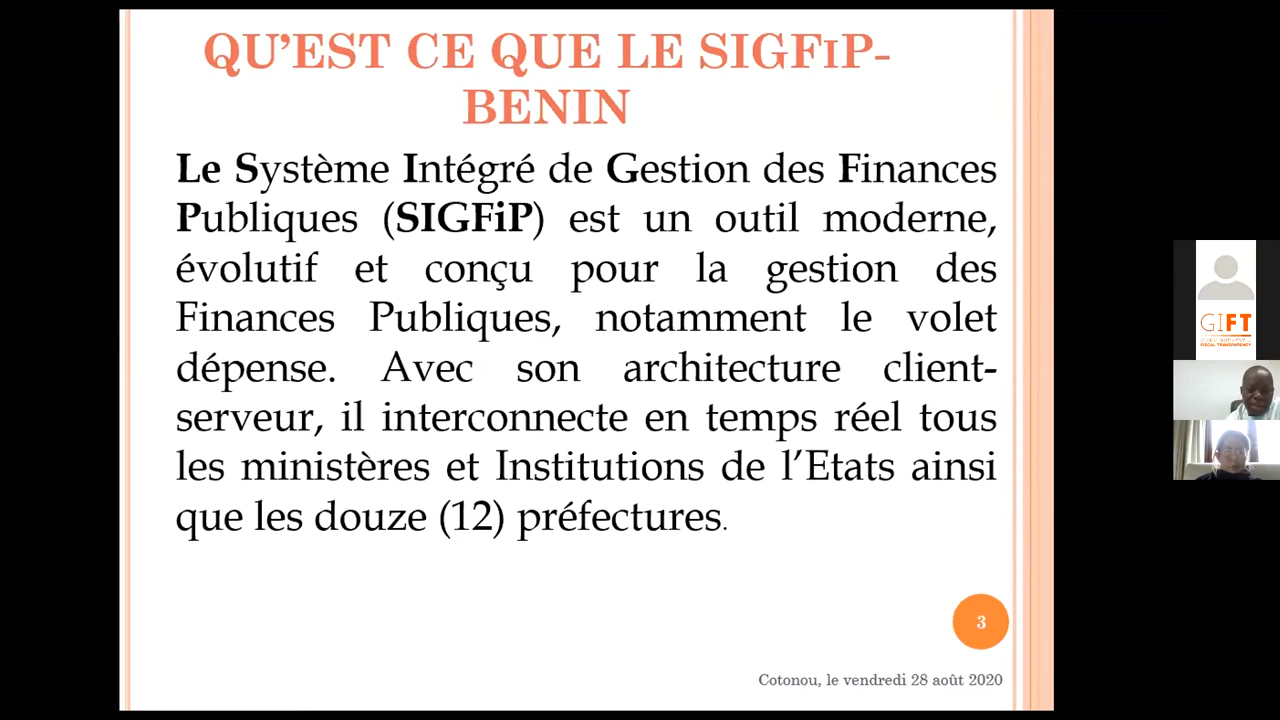 QU’EST CE QUE LE SIGFIP-
BENIN
Le Système Intégré de Gestion des Finances
Publiques (SIGFiP) est un outil moderne,
évolutif et conçu pour la gestion des
Finances Publiques, notamment le volet
dépense. Avec son architecture client-
serveur, il interconnecte en temps réel tous
les ministères et Institutions de l’Etats ainsi
que les douze (12) préfectures.
3
Cotonou, le vendredi 28 août 2020
GIFT
FISCAL TRANSPARENCY